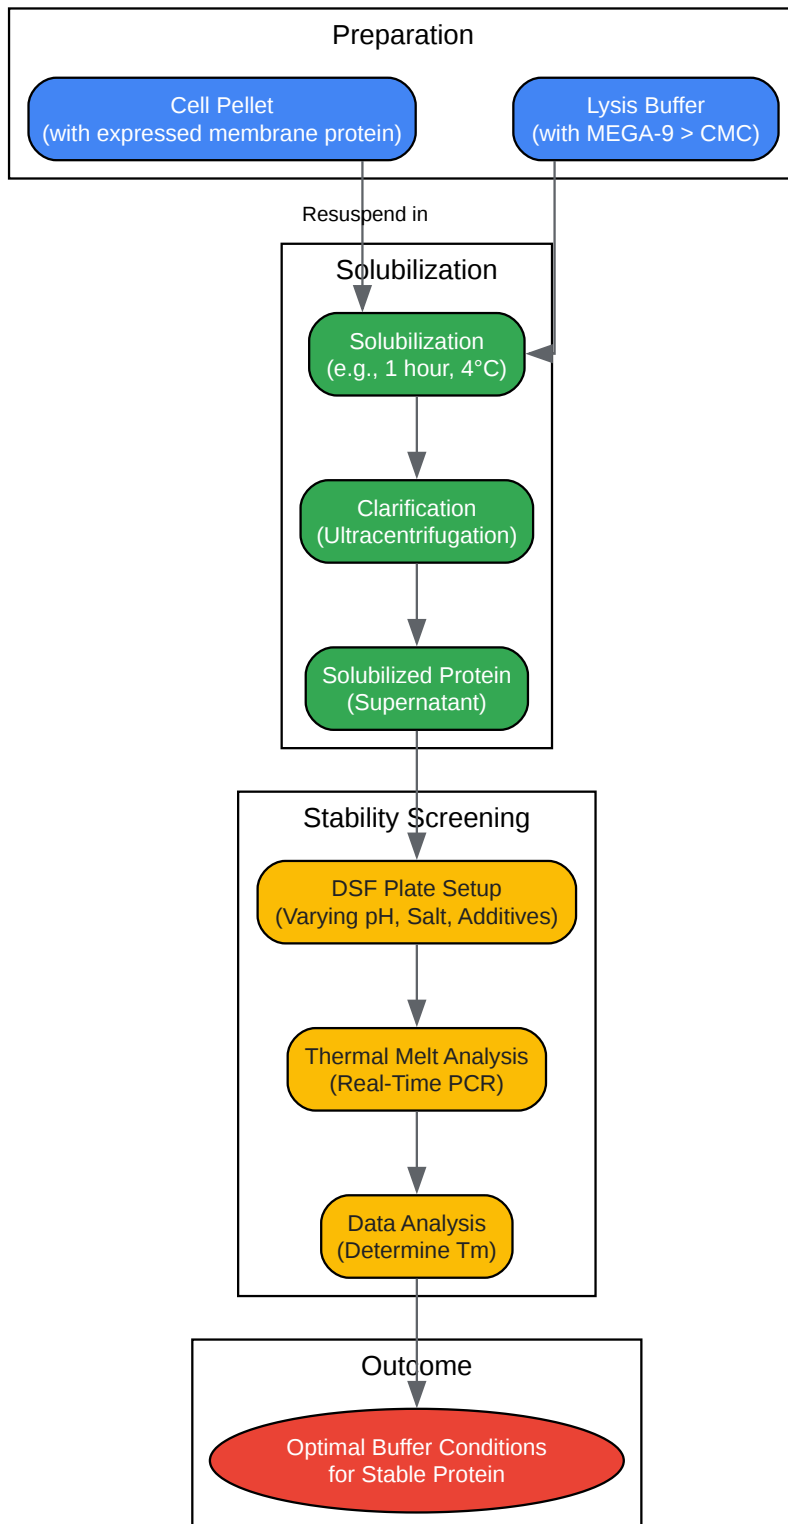 Preparation
Cell Pellet
(with expressed membrane protein)
Lysis Buffer
(with MEGA-9 > CMC)
Resuspend in
Solubilization
Solubilization
(e.g., 1 hour, 4°C)
Clarification
(Ultracentrifugation)
Solubilized Protein
(Supernatant)
Stability Screening
DSF Plate Setup
(Varying pH, Salt, Additives)
Thermal Melt Analysis
(Real-Time PCR)
Data Analysis
(Determine Tm)
Outcome
Optimal Buffer Conditions
for Stable Protein